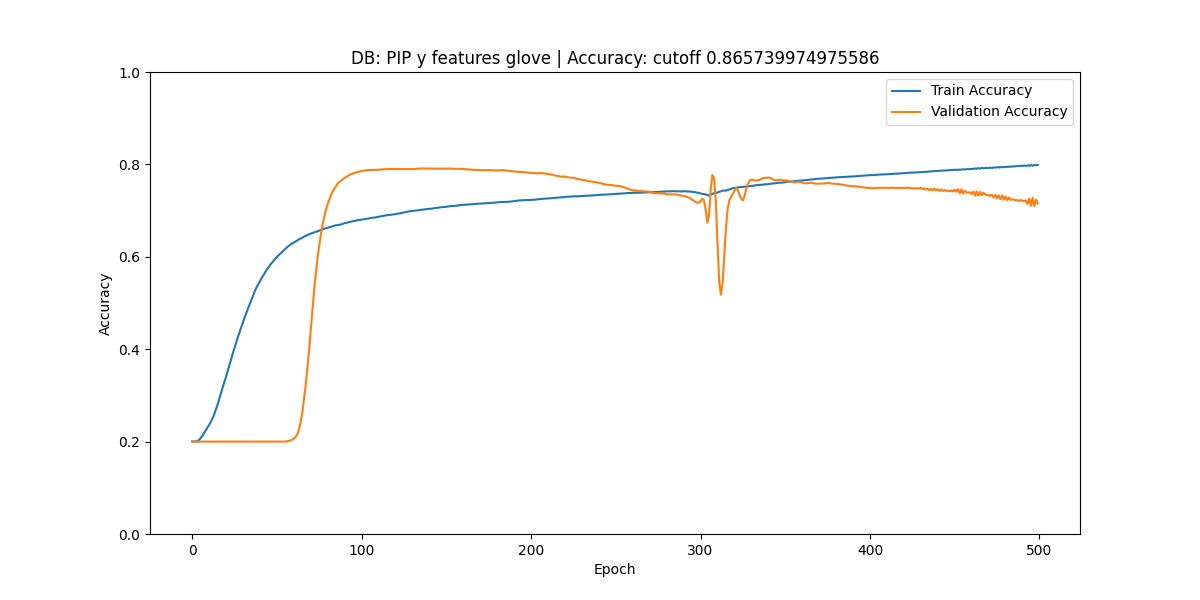 DB: PIP y features glove | Accuracy: cutoff 0.865739974975586
1.0
0.8
0.6
0.4
0.2
0.0
Accuracy
Train Accuracy
Validation Accuracy
0 100 200 300 400 500
Epoch